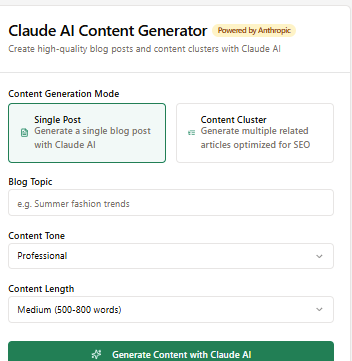 Claude AI Content Generator Powered by Anthropic
Create high-quality blog posts and content clusters with Claude AI
Content Generation Mode
Single Post
Generate a single blog post
with Claude AI
Content Cluster
Generate multiple related
articles optimized for SEO
Blog Topic
e.g. Summer fashion trends
Content Tone
Professional
Content Length
Medium (500-800 words)
Generate Content with Claude AI